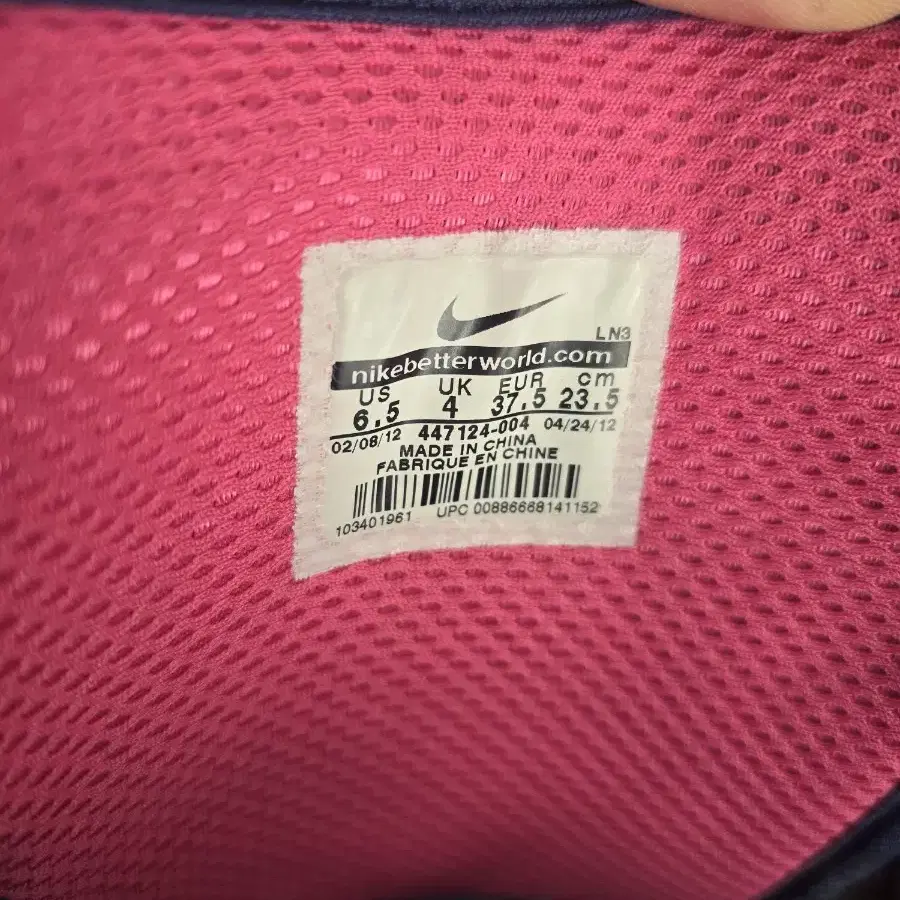 LN3
nikebetterworld.com
US UK EUR cm
6.5 4 37.5 23.5
02/08/12 447124-004 04/24/12
MADE IN CHINA
FABRIQUE EN CHINE
103401961 UPC 00886668141152